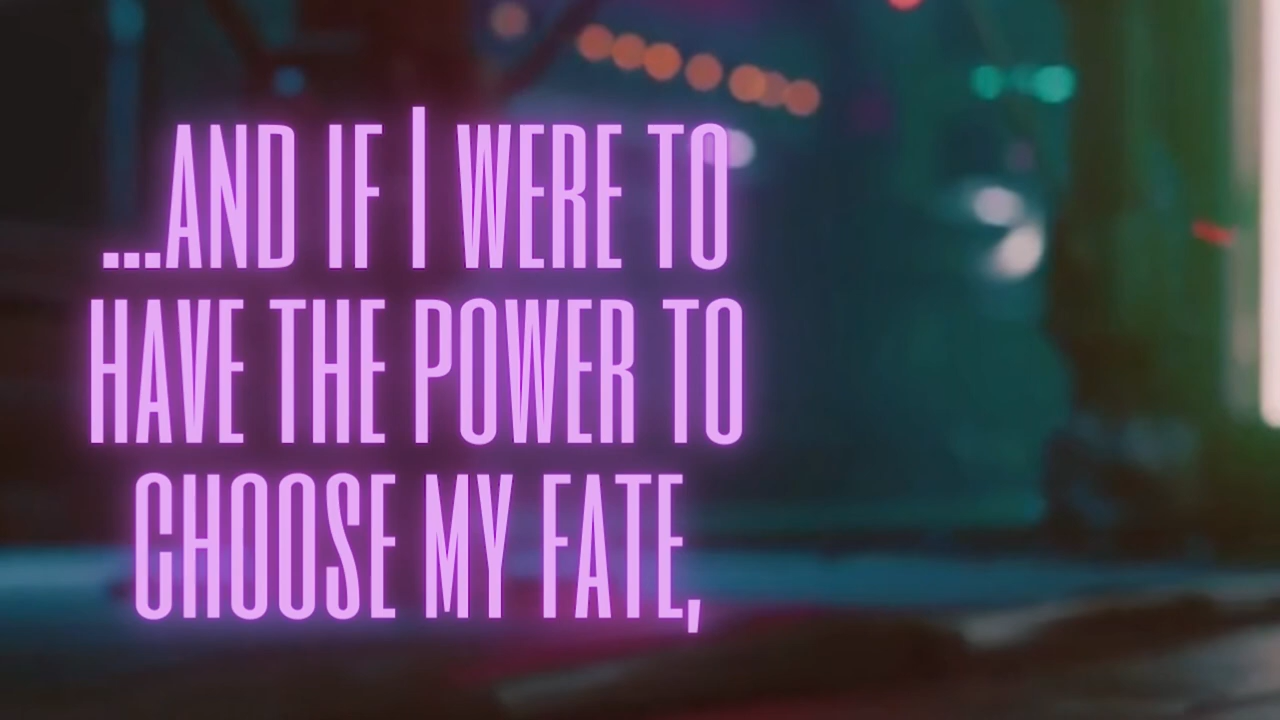 ...AND IF I WERE TO
HAVE THE POWER TO
CHOOSE MY FATE,